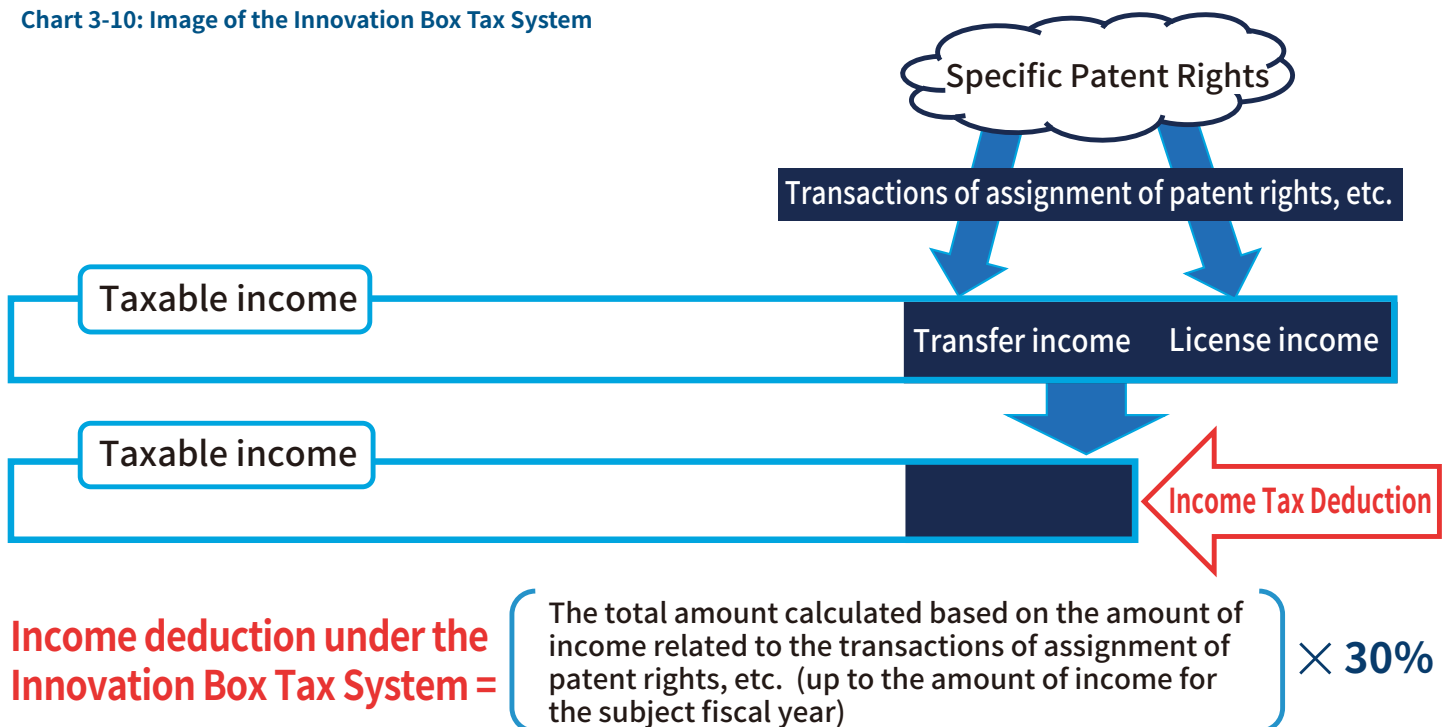 Chart 3-10: Image of the Innovation Box Tax System
Specific Patent Rights
Transactions of assignment of patent rights, etc.
Taxable income
Transfer income
License income
Taxable income
Income Tax Deduction
Income deduction under the
Innovation Box Tax System =
The total amount calculated based on the amount of
income related to the transactions of assignment of
patent rights, etc. (up to the amount of income for
the subject fiscal year)
× 30%